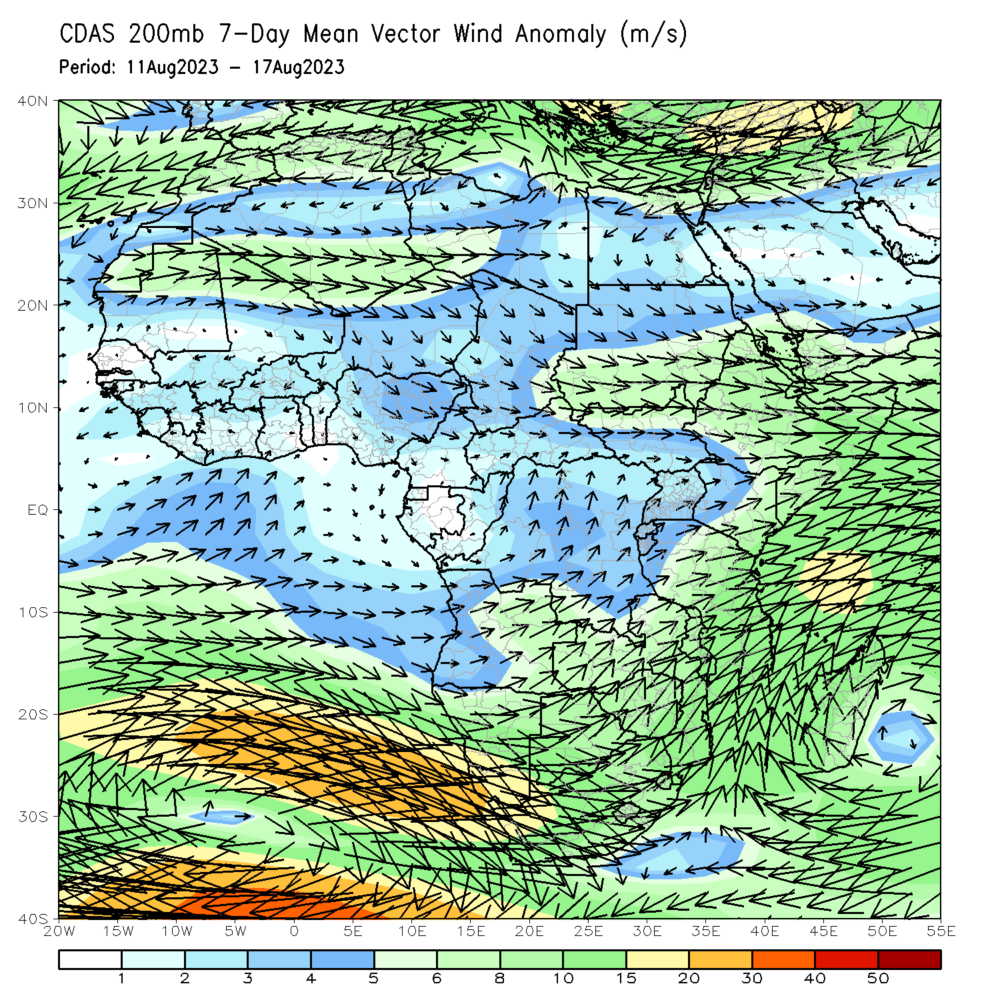 CDAS 200mb 7-Day Mean Vector Wind Anomaly (m/s)
Period: 11Aug2023 - 17Aug2023
40N
30N
20N
10N
EQ
10S
20S
30S
40S
20W 15W 10W 5W 0 5E 10E 15E 20E 25E 30E 35E 40E 45E 50E 55E
1 2 3 4 5 6 8 10 15 20 30 40 50